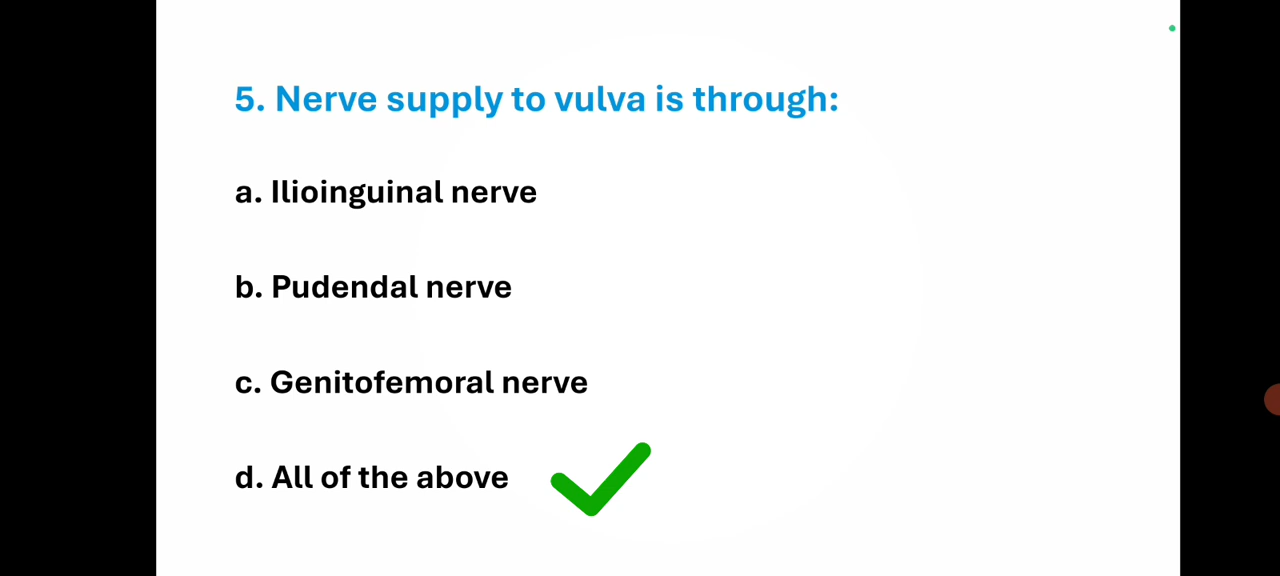 5. Nerve supply to vulva is through:
a. Ilioinguinal nerve
b. Pudendal nerve
c. Genitofemoral nerve
d. All of the above